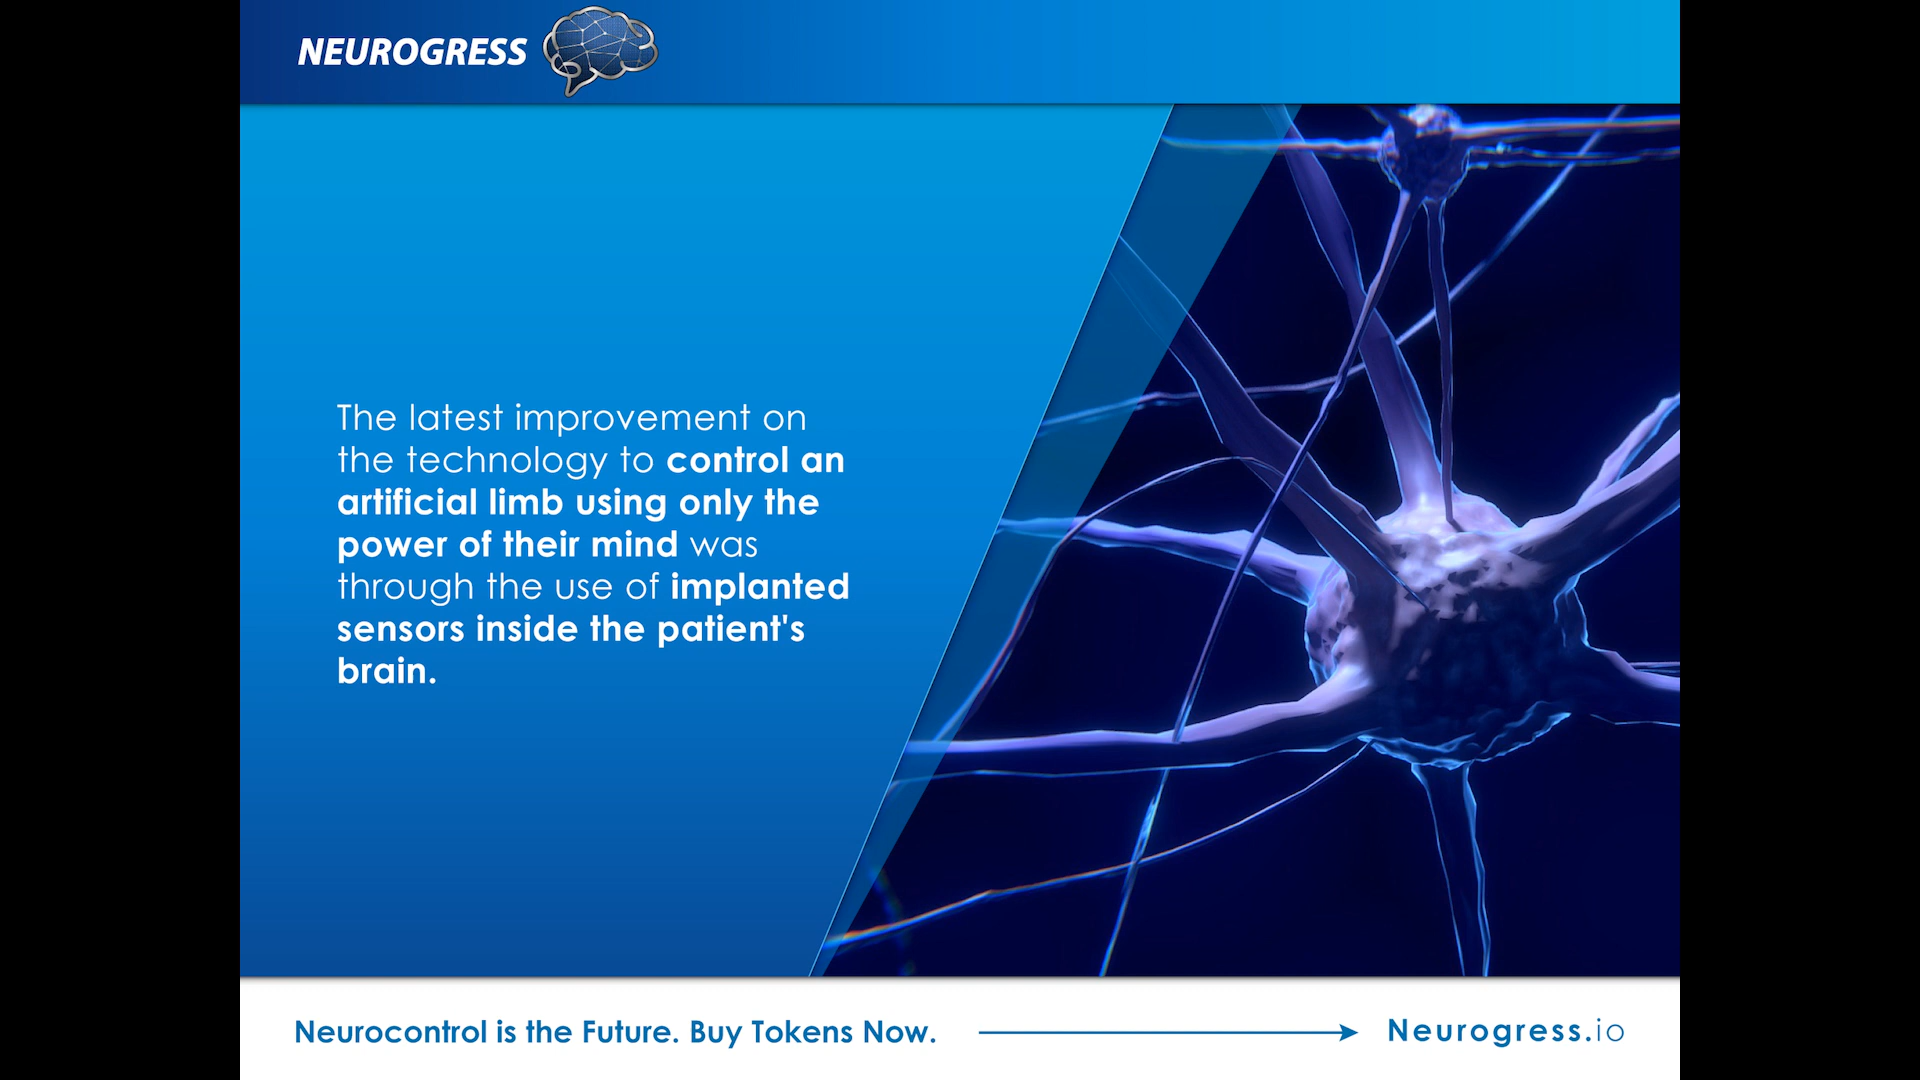 NEUROGRESS
The latest improvement on
the technology to control an
artificial limb using only the
power of their mind was
through the use of implanted
sensors inside the patient's
brain.
Neurocontrol is the Future. Buy Tokens Now.
Neurogress.io